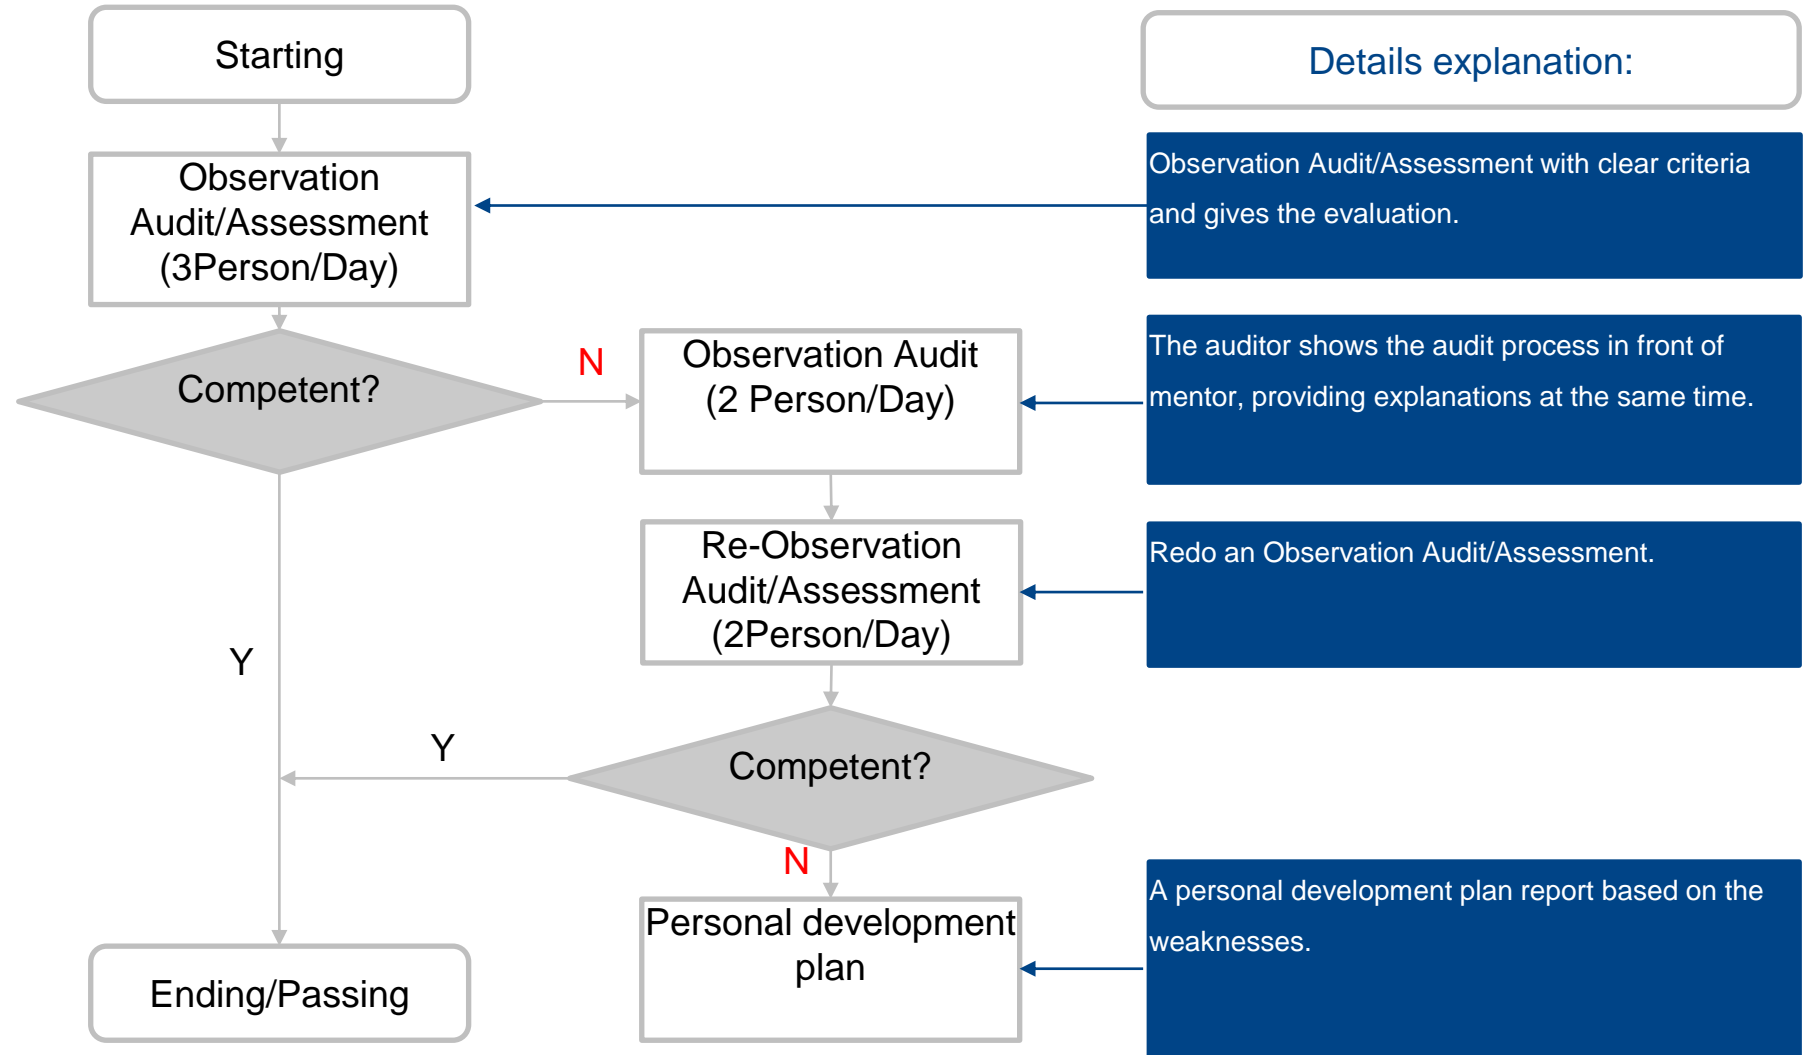 Starting
Details explanation:
Observation
Audit/Assessment
(3Person/Day)
Observation Audit/Assessment with clear criteria
and gives the evaluation.
Competent?
N
Observation Audit
(2 Person/Day)
The auditor shows the audit process in front of
mentor, providing explanations at the same time.
Re-Observation
Audit/Assessment
(2Person/Day)
Redo an Observation Audit/Assessment.
Y
Y
Competent?
N
Personal development
plan
A personal development plan report based on the
weaknesses.
Ending/Passing